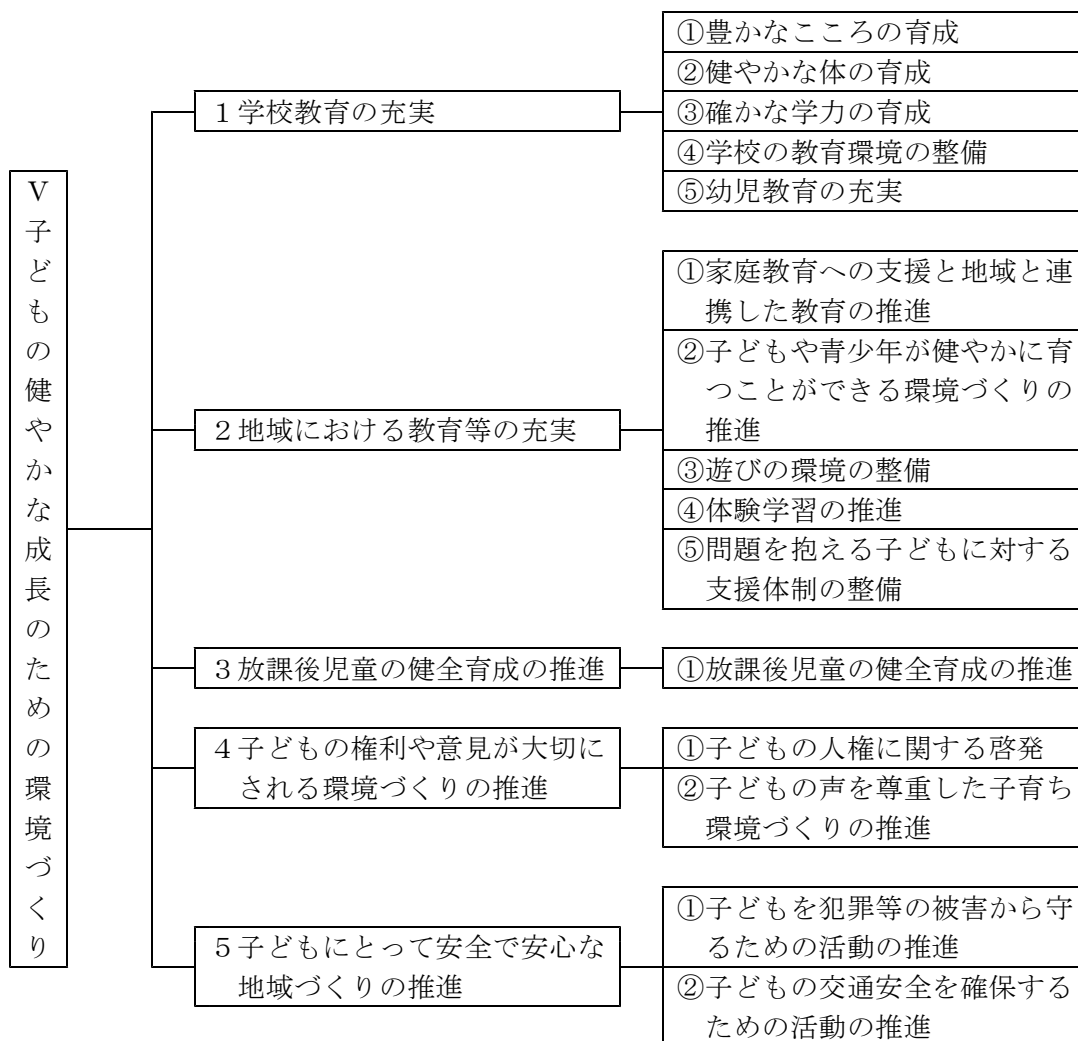 V子どもの健やかな成長のための環境づくり
1学校教育の充実
①豊かなこころの育成
②健やかな体の育成
③確かな学力の育成
④学校の教育環境の整備
⑤幼児教育の充実
2地域における教育等の充実
①家庭教育への支援と地域と連
携した教育の推進
②子どもや青少年が健やかに育
つことができる環境づくりの
推進
③遊びの環境の整備
④体験学習の推進
⑤問題を抱える子どもに対する
支援体制の整備
3放課後児童の健全育成の推進
①放課後児童の健全育成の推進
4子どもの権利や意見が大切に
される環境づくりの推進
①子どもの人権に関する啓発
②子どもの声を尊重した子育ち
環境づくりの推進
5子どもにとって安全で安心な
地域づくりの推進
①子どもを犯罪等の被害から守
るための活動の推進
②子どもの交通安全を確保する
ための活動の推進